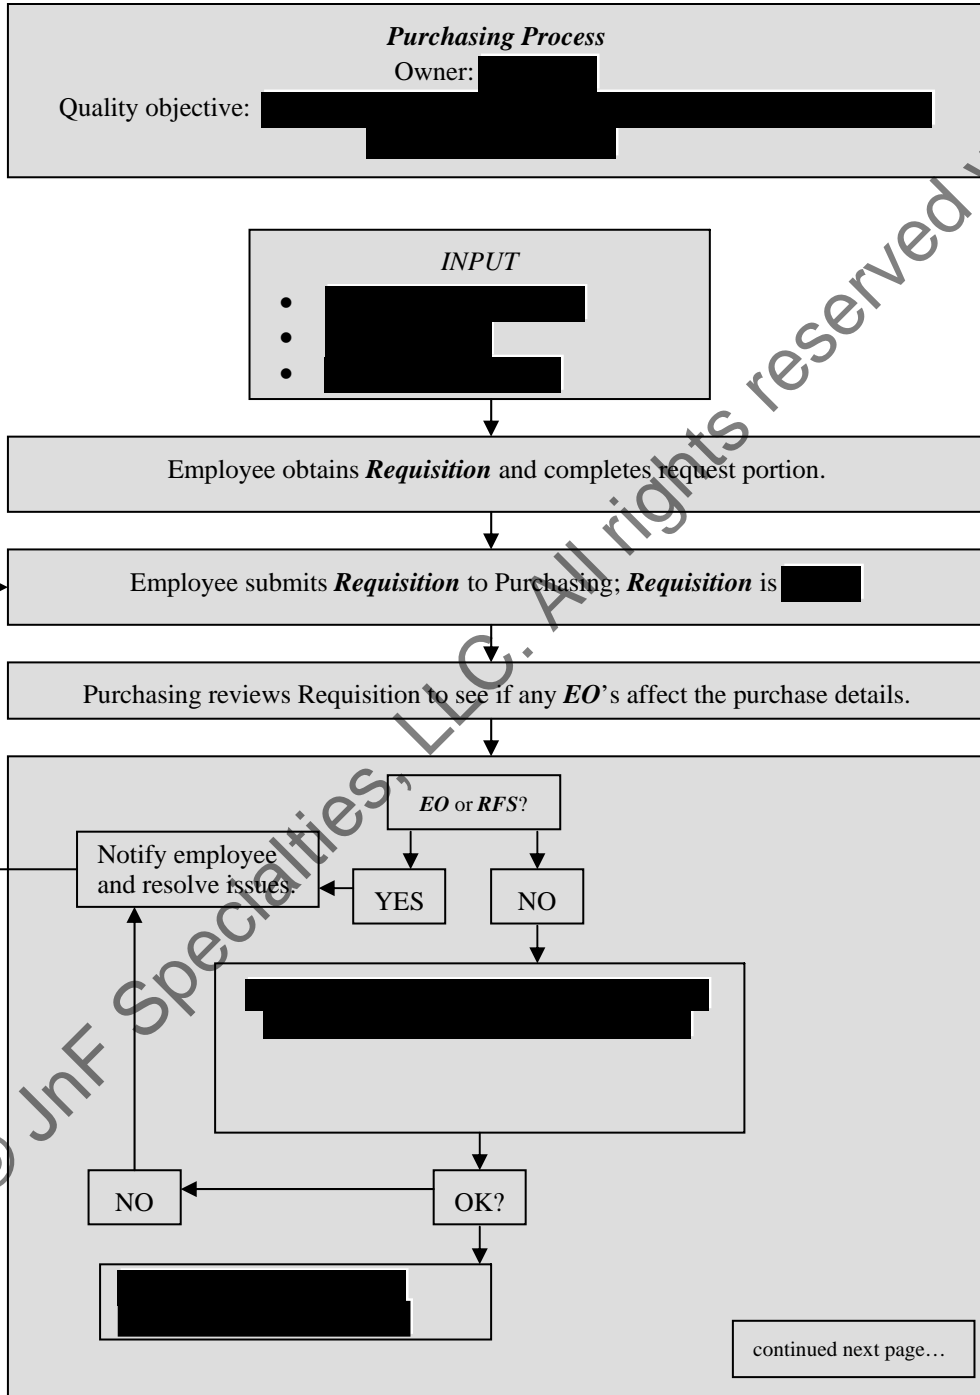 Purchasing Process
Owner:
Quality objective:
INPUT
•
•
•
Employee obtains Requisition and completes request portion.
Employee submits Requisition to Purchasing; Requisition is
Purchasing reviews Requisition to see if any EO's affect the purchase details.
EO or RFS?
Notify employee
and resolve issues.
YES
NO
NO
OK?
continued next page…
© JnF Specialties, LLC. All rights reserved